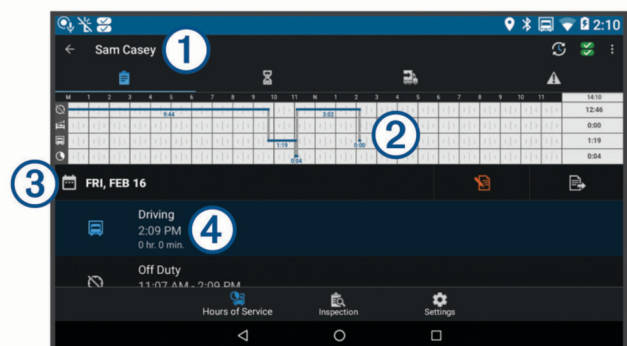 2:10
Sam Casey
1
M 1 2 3 4 5 6 7 8 9 10 11 N 1 2 3 4 5 6 7 8 9 10 11 14:10
9:44 3:02 12:46
0:00
1:19 0:00 1:19
0:04 0:04
2
3 FRI, FEB 16
Driving
2:09 PM
0 hr. 0 min.
4
Off Duty
11:07 AM - 2:09 PM
Hours of Service Inspection Settings